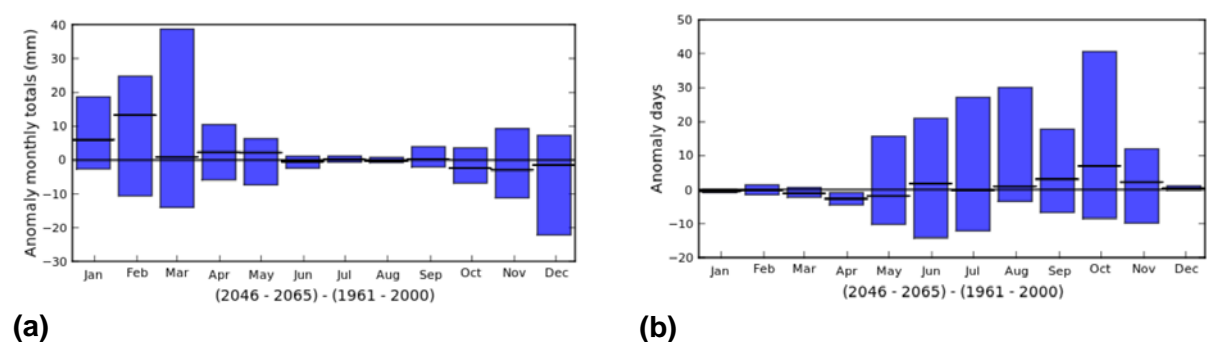 Anomaly monthly totals (mm)
40
30
20
10
0
−10
−20
−30
Jan Feb Mar Apr May Jun Jul Aug Sep Oct Nov Dec
(2046 - 2065) - (1961 - 2000)
(a)
Anomaly days
50
40
30
20
10
0
−10
−20
Jan Feb Mar Apr May Jun Jul Aug Sep Oct Nov Dec
(2046 - 2065) - (1961 - 2000)
(b)